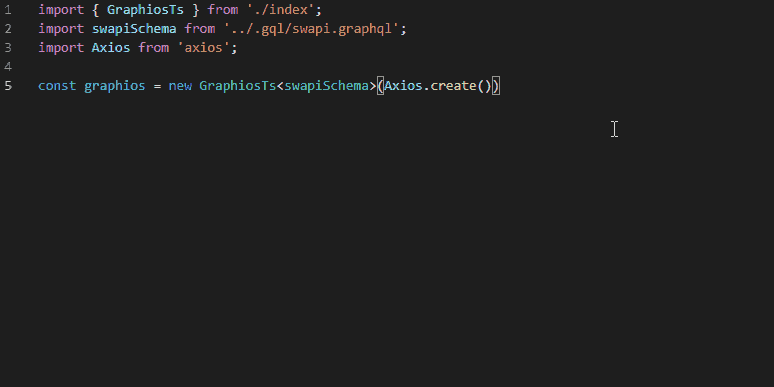 1 import { GraphiosTs } from './index';
2 import swapiSchema from '../.gql/swapi.graphql';
3 import Axios from 'axios';
4
5 const graphios = new GraphiosTs<swapiSchema>(Axios.create())